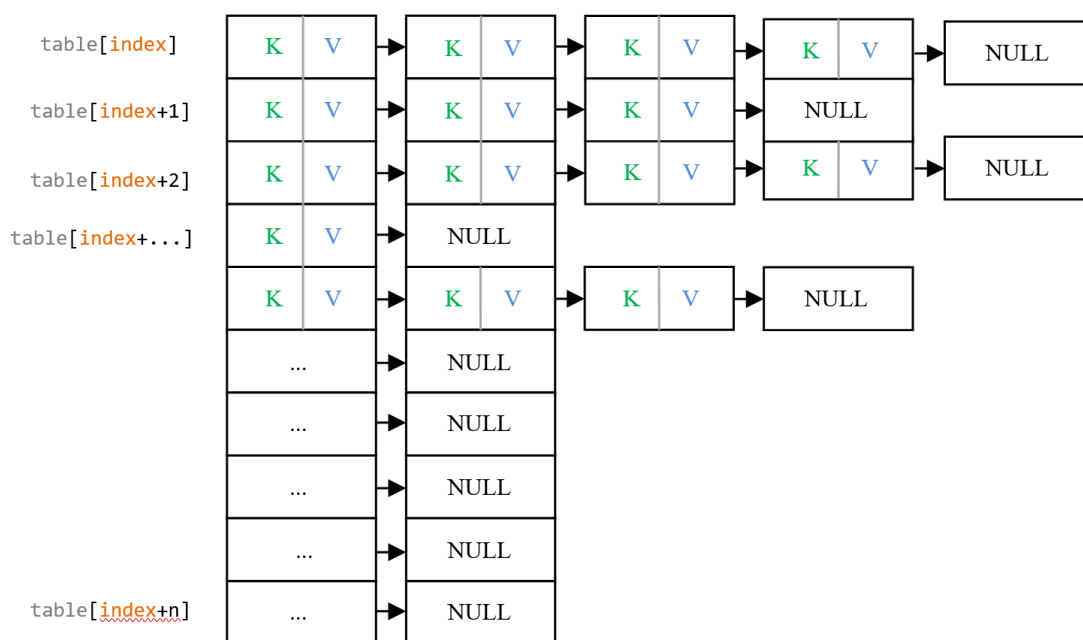 table[index] K V K V K V K V NULL
table[index+1] K V K V K V NULL
table[index+2] K V K V K V K V NULL
table[index+...] K V NULL
K V K V K V NULL
... NULL
... NULL
... NULL
... NULL
table[index+n] ... NULL